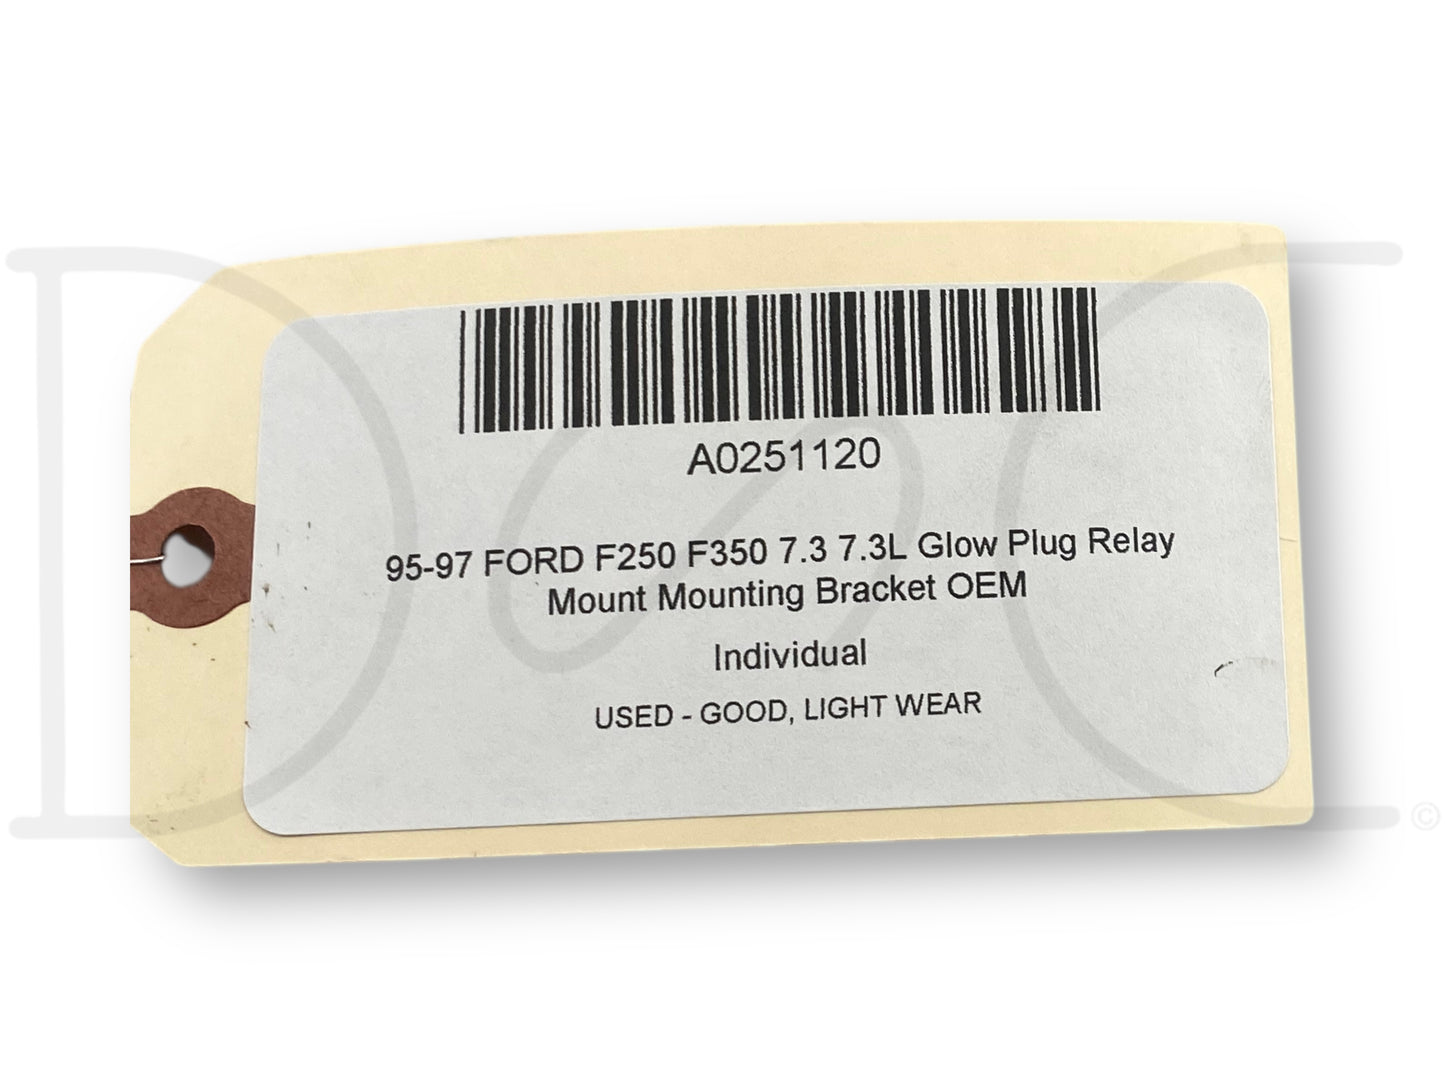 A0251120
95-97 FORD F250 F350 7.3 7.3L Glow Plug Relay
Mount Mounting Bracket OEM
Individual
USED - GOOD, LIGHT WEAR
©